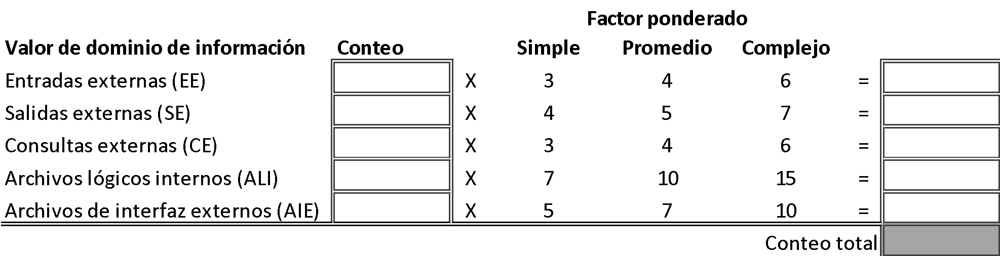 Factor ponderado
Valor de dominio de información Conteo Simple Promedio Complejo
Entradas externas (EE) X 3 4 6 =
Salidas externas (SE) X 4 5 7 =
Consultas externas (CE) X 3 4 6 =
Archivos lógicos internos (ALI) X 7 10 15 =
Archivos de interfaz externos (AIE) X 5 7 10 =
Conteo total